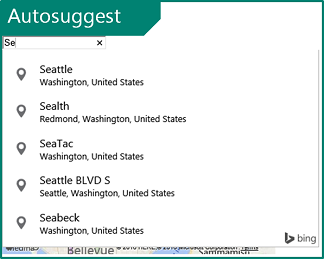 Autosuggest
Se ×
Seattle
Washington, United States
Sealth
Redmond, Washington, United States
SeaTac
Washington, United States
Seattle BLVD S
Seattle, Washington, United States
Seabeck
Washington, United States
bing
Bellevue
Terms